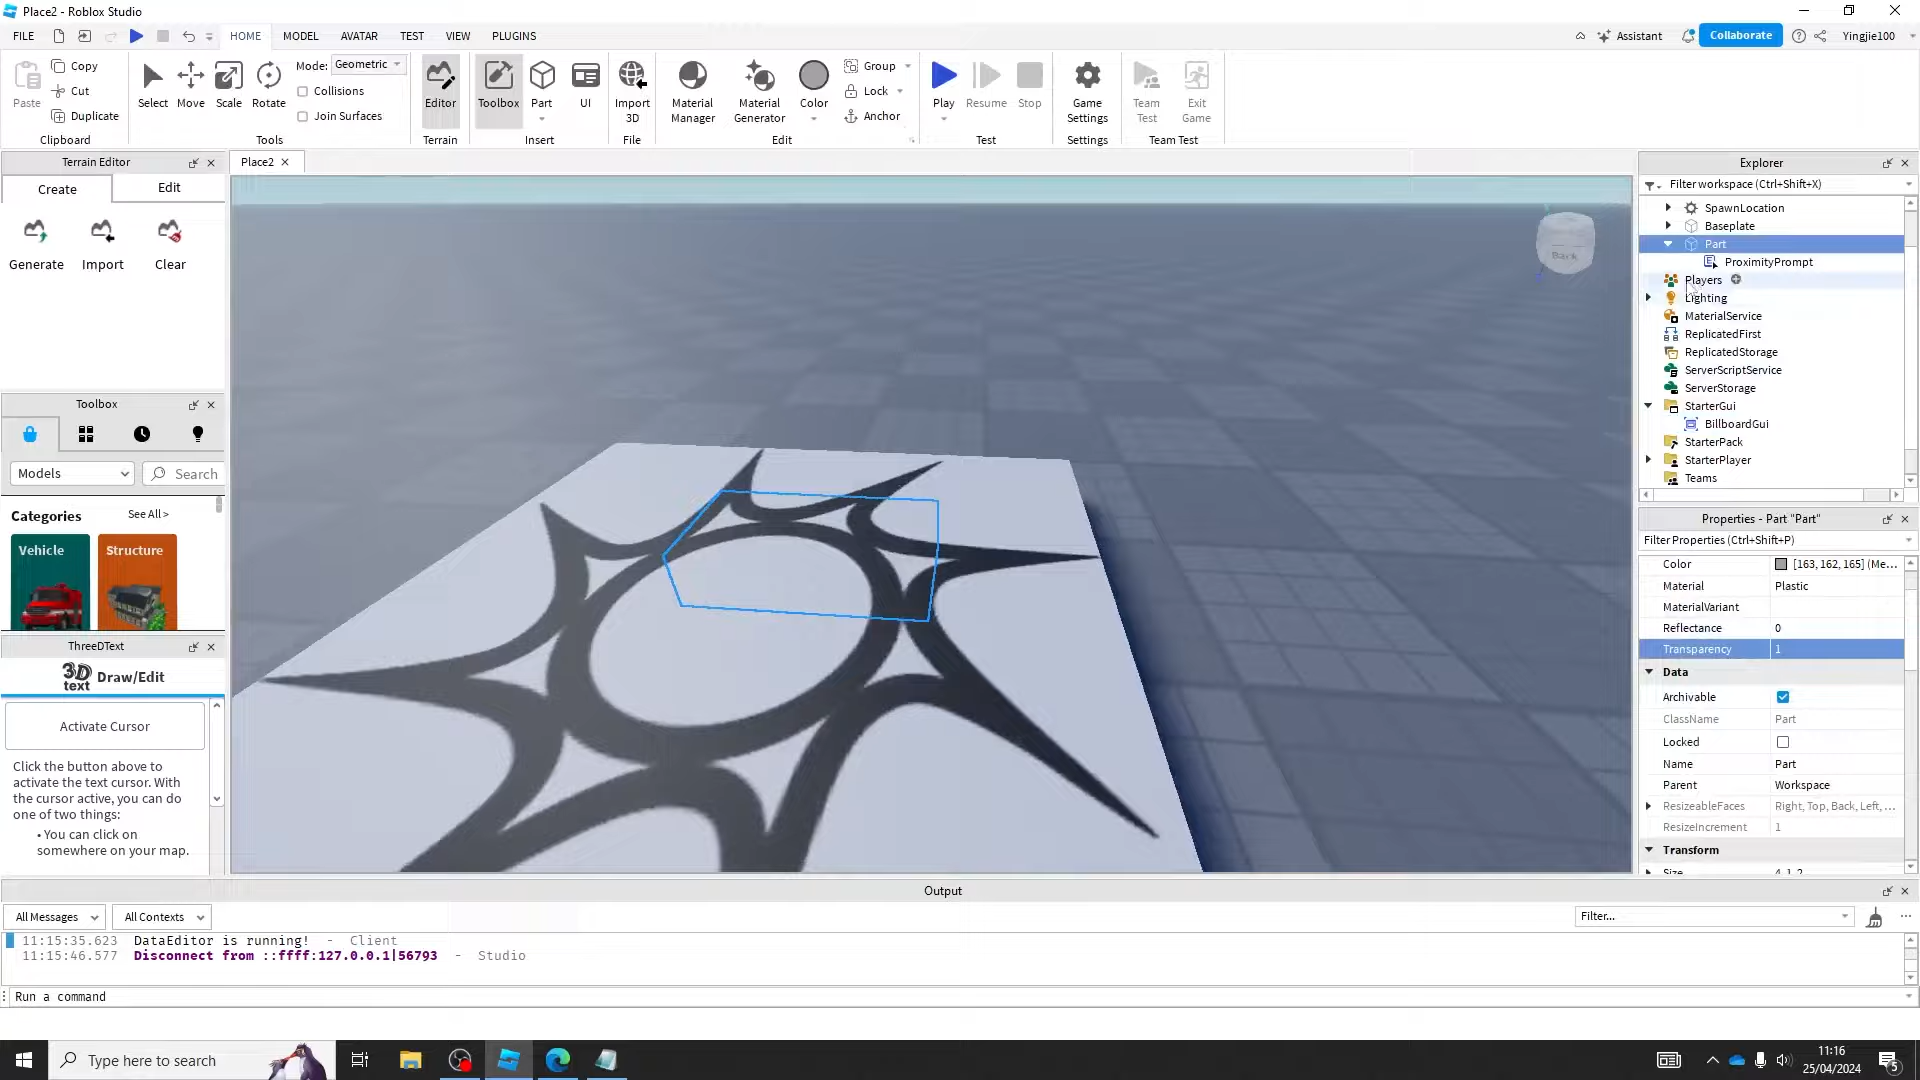 Place2 - Roblox Studio
FILE HOME MODEL AVATAR TEST VIEW PLUGINS Assistant Collaborate Yingjie100
Paste Copy Cut Duplicate Clipboard
Select Move Scale Rotate Mode: Geometric Collisions Join Surfaces Tools
Editor Terrain
Toolbox Part UI Insert
Import 3D File
Material Manager Material Generator Color Group Lock Anchor Edit
Play Resume Stop Test
Game Settings Settings
Team Test Exit Game Team Test
Terrain Editor
Create Edit
Generate Import Clear
Toolbox
Models Search
Categories See All >
Vehicle Structure
ThreeDText
3D text Draw/Edit
Activate Cursor
Click the button above to
activate the text cursor. With
the cursor active, you can do
one of two things:
• You can click on
somewhere on your map.
Place2
Back
Explorer
Filter workspace (Ctrl+Shift+X)
SpawnLocation
Baseplate
Part
ProximityPrompt
Players
Lighting
MaterialService
ReplicatedFirst
ReplicatedStorage
ServerScriptService
ServerStorage
StarterGui
BillboardGui
StarterPack
StarterPlayer
Teams
Properties - Part "Part"
Filter Properties (Ctrl+Shift+P)
Color [163, 162, 165] (Me...
Material Plastic
MaterialVariant
Reflectance 0
Transparency 1
Data
Archivable
ClassName Part
Locked
Name Part
Parent Workspace
ResizeableFaces Right, Top, Back, Left, ...
ResizeIncrement 1
Transform
Size 4, 1, 2
Output
All Messages All Contexts Filter...
11:15:35.623 DataEditor is running! - Client
11:15:46.577 Disconnect from ::ffff:127.0.0.1|56793 - Studio
Run a command
Type here to search
11:16
25/04/2024
5